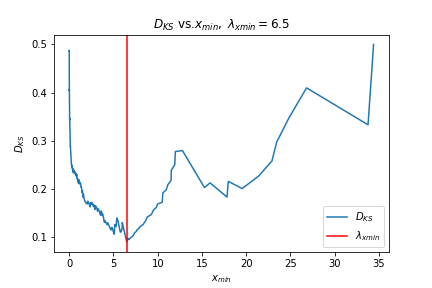 D_KS vs.x_min, λ_xmin = 6.5
0.5
0.4
0.3
0.2
0.1
D_KS
0 5 10 15 20 25 30 35
x_min
D_KS
λ_xmin